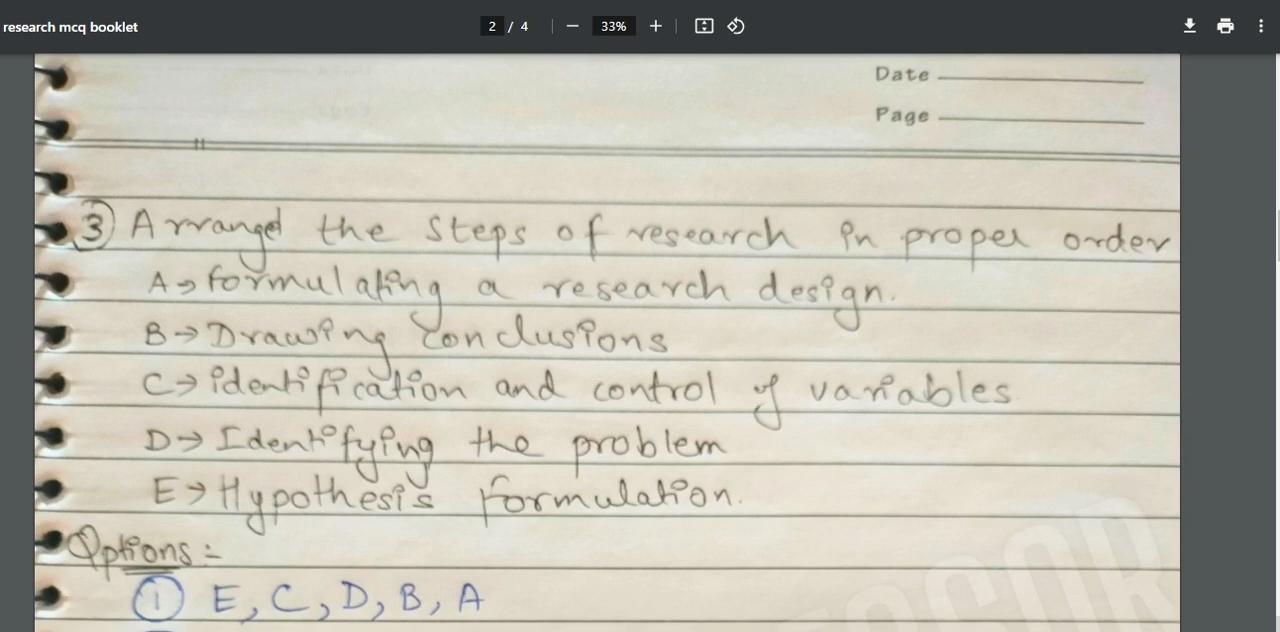 research mcq booklet
2 / 4
33%
Date
Page
③ Arranged the steps of research in proper order
A→ formulating a research design.
B→ Drawing conclusions
C→ identification and control of variables
D→ Identifying the problem
E→ Hypothesis formulation.
Options :-
① E, C, D, B, A